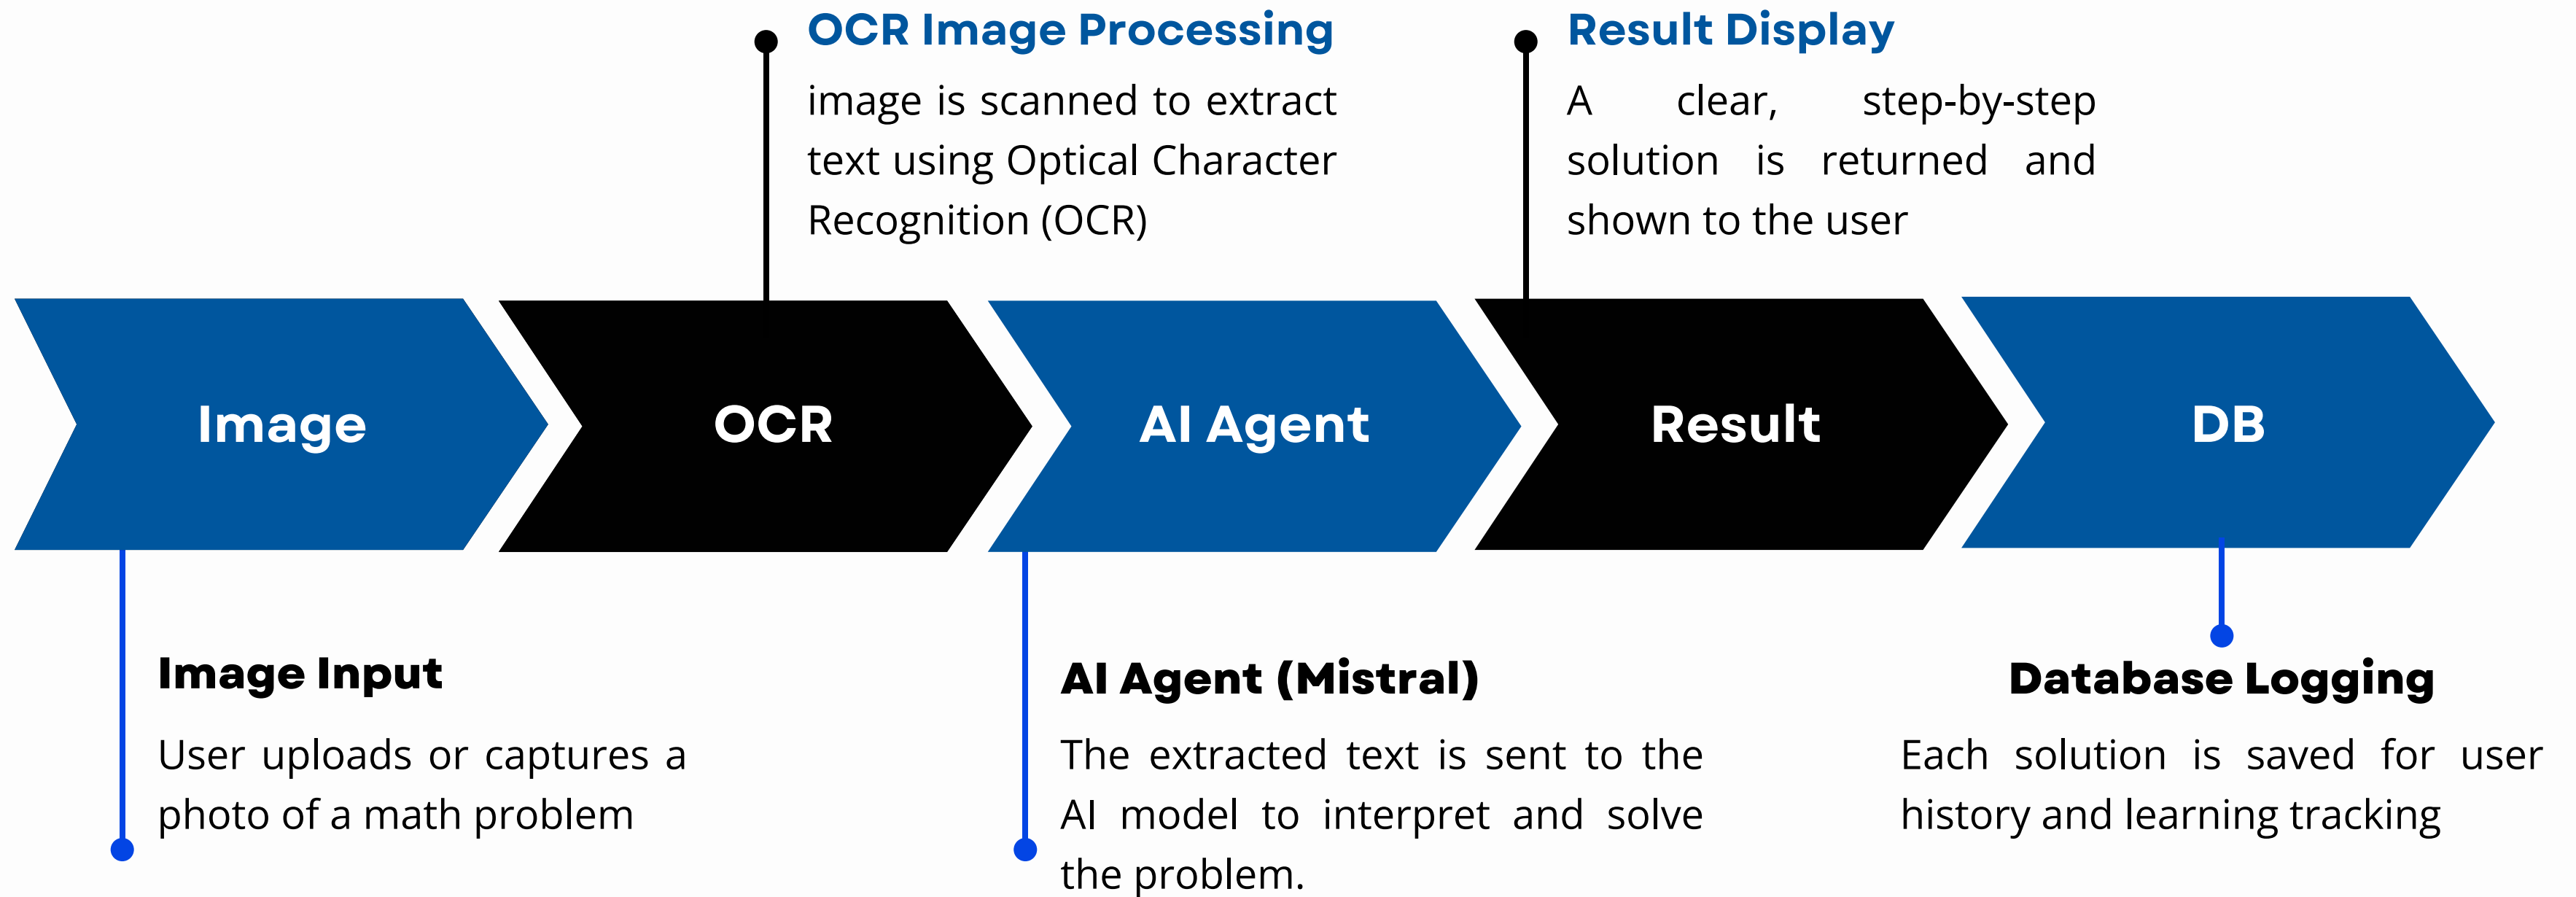 OCR Image Processing
image is scanned to extract
text using Optical Character
Recognition (OCR)
Result Display
A clear, step-by-step
solution is returned and
shown to the user
Image
OCR
AI Agent
Result
DB
Image Input
User uploads or captures a
photo of a math problem
AI Agent (Mistral)
The extracted text is sent to the
AI model to interpret and solve
the problem.
Database Logging
Each solution is saved for user
history and learning tracking